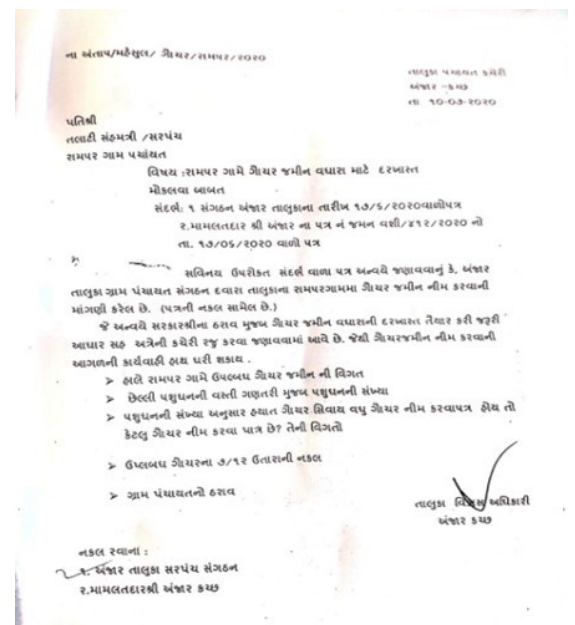 ના અંતાપ/મહેસુલ/ ગૈાચર/રામપર/૨૦૨૦
તાલુકા પંચાયત કચેરી
અંજાર -કચ્છ
તા ૧૦-૦૭-૨૦૨૦
પતિશ્રી
તલાટી સંહમત્રી /સરપંચ
રામપર ગામ પચાંયત
વિષય :રામપર ગામે ગૈાચર જમીન વધારા માટે દરખાસ્ત
મોકલવા બાબત
સંદર્ભ: ૧ સંગઠન અંજાર તાલુકાના તારીખ ૧૭/૬/૨૦૨૦વાળોપત્ર
૨.મામલતદાર શ્રી અંજાર ના પત્ર નં જમન વશી/૪૧૨/૨૦૨૦ નો
તા. ૧૭/૦૬/૨૦૨૦ વાળો પત્ર
સવિનય ઉપરોકત સંદર્ભ વાળા પત્ર અન્વયે જણાવવાનું કે, અંજાર
તાલુકા ગ્રામ પંચાયત સંગઠન દવારા તાલુકાના રામપરગામમા ગૈાચર જમીન નીમ કરવાની
માંગણી કરેલ છે. (પત્રની નકલ સામેલ છે.)
જે અન્વયે સરકારશ્રીના ઠરાવ મુજબ ગૈાચર જમીન વધારાની દરખાસ્ત તૈયાર કરી જરૂરી
આધાર સહ અત્રેની કચેરી રજુ કરવા જણાવવામાં આવે છે. જેથી ગૈાચરજમીન નીમ કરવાની
આગળની કાર્યવાહી હાથ ધરી શકાય .
➢ હાલે રામપર ગામે ઉપલબ્ધ ગૈાચર જમીન ની વિગત
➢ છેલ્લી પશુધનની વસ્તી ગણતરી મુજબ પશુધનની સંખ્યા
➢ પશુધનની સંખ્યા અનુસાર હયાત ગૈાચર સિવાય વધુ ગૈાચર નીમ કરવાપત્ર હોય તો
કેટલુ ગૈાચર નીમ કરવા પાત્ર છે? તેની વિગતો
➢ ઉપ્લબધ ગૈાચરના ૭/૧૨ ઉતારાની નકલ
➢ ગ્રામ પંચાયતનો ઠરાવ
તાલુકા વિકાસ અધિકારી
અંજાર કચ્છ
નકલ રવાના :
૧. અંજાર તાલુકા સરપંચ સંગઠન
૨.મામલતદારશ્રી અંજાર કચ્છ